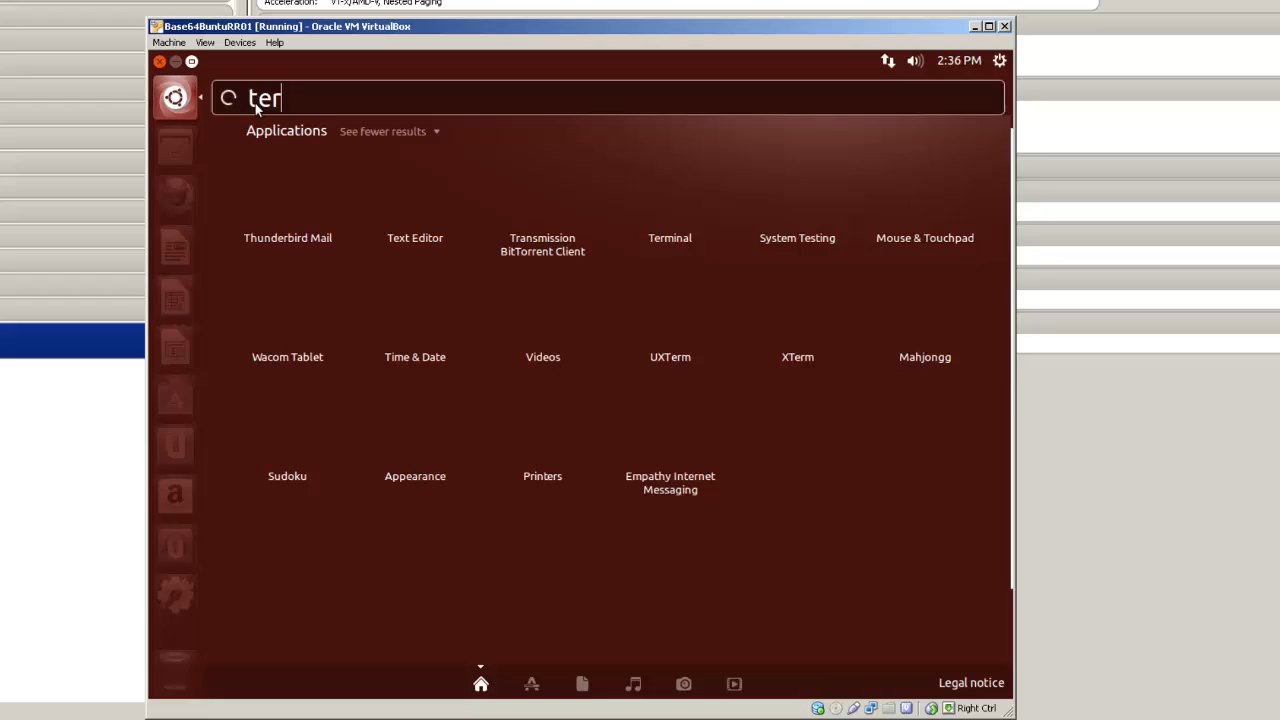 Acceleration: VT-x/AMD-V, Nested Paging
Base64BuntuRR01 [Running] - Oracle VM VirtualBox
Machine View Devices Help
2:36 PM
ter
Applications See fewer results
Thunderbird Mail
Text Editor
Transmission
BitTorrent Client
Terminal
System Testing
Mouse & Touchpad
Wacom Tablet
Time & Date
Videos
UXTerm
XTerm
Mahjongg
Sudoku
Appearance
Printers
Empathy Internet
Messaging
Legal notice
Right Ctrl